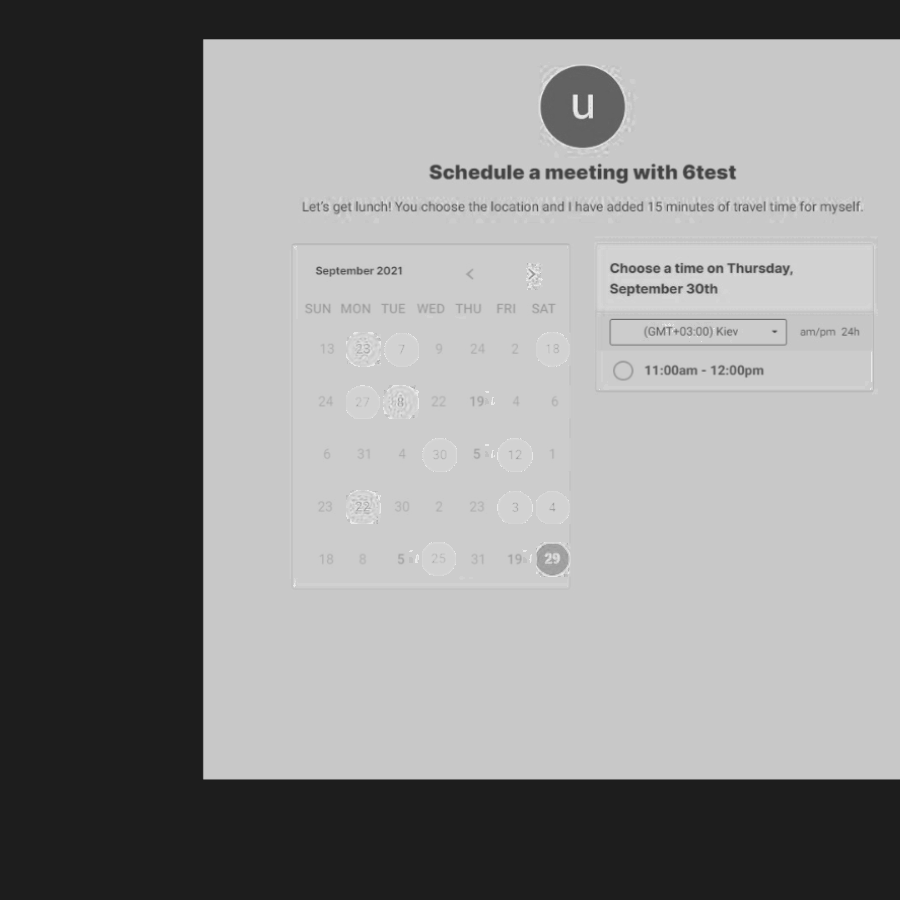 u
Schedule a meeting with 6test
Let's get lunch! You choose the location and I have added 15 minutes of travel time for myself.
September 2021 < >
SUN MON TUE WED THU FRI SAT
13 23 7 9 24 2 13
24 27 8 22 19 4 6
6 31 4 30 5 12 1
23 22 30 2 23 3 4
18 8 5 25 31 19 29
Choose a time on Thursday,
September 30th
(GMT+03:00) Kiev am/pm 24h
11:00am - 12:00pm